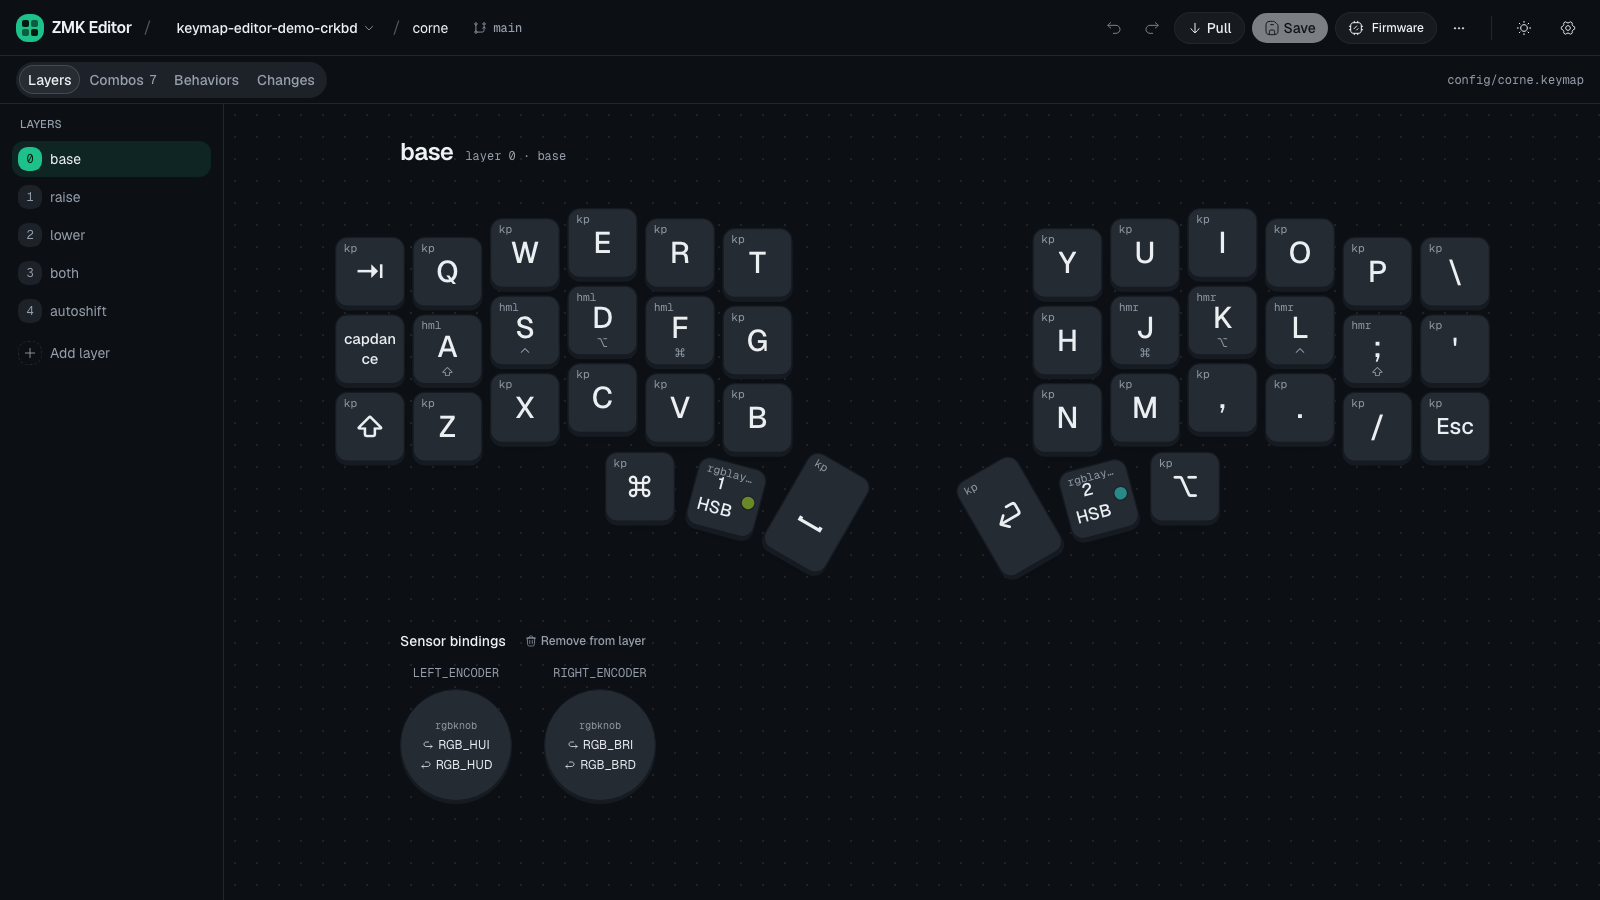 ZMK Editor / keymap-editor-demo-crkbd / corne main
Pull Save Firmware ...
Layers Combos 7 Behaviors Changes
config/corne.keymap
LAYERS
0 base
1 raise
2 lower
3 both
4 autoshift
+ Add layer
base layer 0 · base
kp ⇥
kp Q
kp W
kp E
kp R
kp T
kp Y
kp U
kp I
kp O
kp P
kp \
capdan
ce
hml A ⇧
hml S ⌃
hml D ⌥
hml F ⌘
kp G
kp H
hmr J ⌘
hmr K ⌥
hmr L ⌃
hmr ; ⇧
kp '
kp ⇧
kp Z
kp X
kp C
kp V
kp B
kp N
kp M
kp ,
kp .
kp /
kp Esc
kp ⌘
rgblay…
1
HSB
kp ⎵
kp ⏎
rgblay…
2
HSB
kp ⌥
Sensor bindings Remove from layer
LEFT_ENCODER RIGHT_ENCODER
rgbknob
RGB_HUI
RGB_HUD
rgbknob
RGB_BRI
RGB_BRD